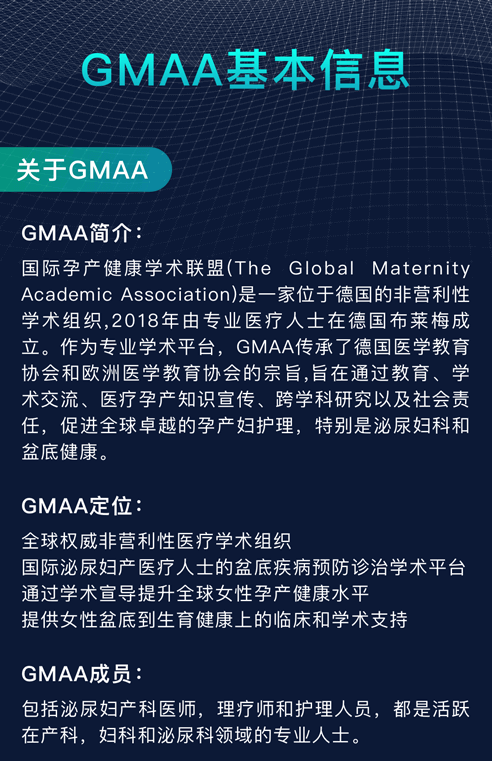 GMAA基本信息
关于GMAA
GMAA简介：
国际孕产健康学术联盟(The Global Maternity
Academic Association)是一家位于德国的非营利性
学术组织,2018年由专业医疗人士在德国布莱梅成
立。作为专业学术平台，GMAA传承了德国医学教育
协会和欧洲医学教育协会的宗旨,旨在通过教育、学
术交流、医疗孕产知识宣传、跨学科研究以及社会责
任，促进全球卓越的孕产妇护理，特别是泌尿妇科和
盆底健康。
GMAA定位：
全球权威非营利性医疗学术组织
国际泌尿妇产医疗人士的盆底疾病预防诊治学术平台
通过学术宣导提升全球女性孕产健康水平
提供女性盆底到生育健康上的临床和学术支持
GMAA成员：
包括泌尿妇产科医师，理疗师和护理人员，都是活跃
在产科，妇科和泌尿科领域的专业人士。